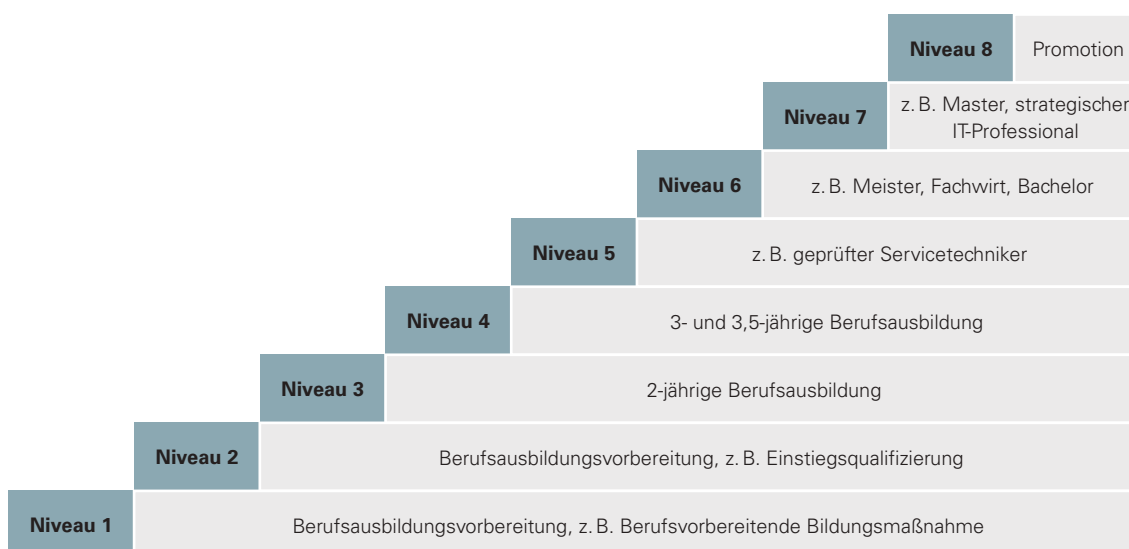 Niveau 8 Promotion
Niveau 7 z. B. Master, strategischer
IT-Professional
Niveau 6 z. B. Meister, Fachwirt, Bachelor
Niveau 5 z. B. geprüfter Servicetechniker
Niveau 4 3- und 3,5-jährige Berufsausbildung
Niveau 3 2-jährige Berufsausbildung
Niveau 2 Berufsausbildungsvorbereitung, z. B. Einstiegsqualifizierung
Niveau 1 Berufsausbildungsvorbereitung, z. B. Berufsvorbereitende Bildungsmaßnahme